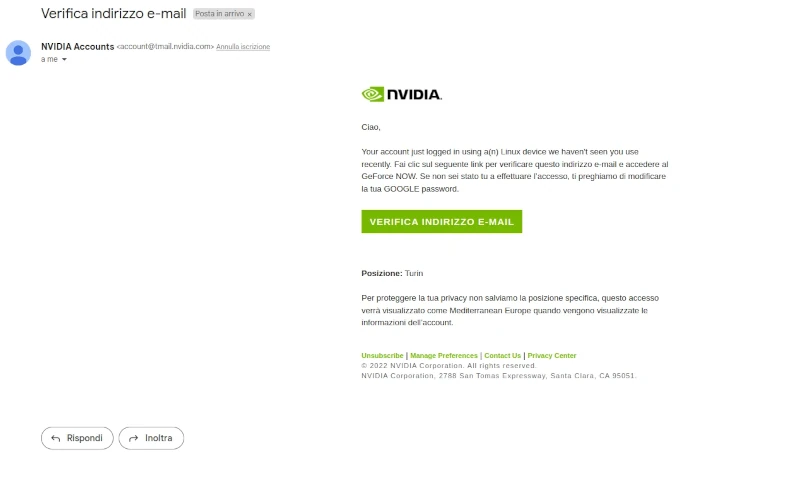 Verifica indirizzo e-mail Posta in arrivo ×
NVIDIA Accounts <account@tmail.nvidia.com> Annulla iscrizione
a me
NVIDIA.
Ciao,
Your account just logged in using a(n) Linux device we haven't seen you use
recently. Fai clic sul seguente link per verificare questo indirizzo e-mail e accedere al
GeForce NOW. Se non sei stato tu a effettuare l'accesso, ti preghiamo di modificare
la tua GOOGLE password.
VERIFICA INDIRIZZO E-MAIL
Posizione: Turin
Per proteggere la tua privacy non salviamo la posizione specifica, questo accesso
verrà visualizzato come Mediterranean Europe quando vengono visualizzate le
informazioni dell'account.
Unsubscribe | Manage Preferences | Contact Us | Privacy Center
© 2022 NVIDIA Corporation. All rights reserved.
NVIDIA Corporation, 2788 San Tomas Expressway, Santa Clara, CA 95051.
Rispondi Inoltra